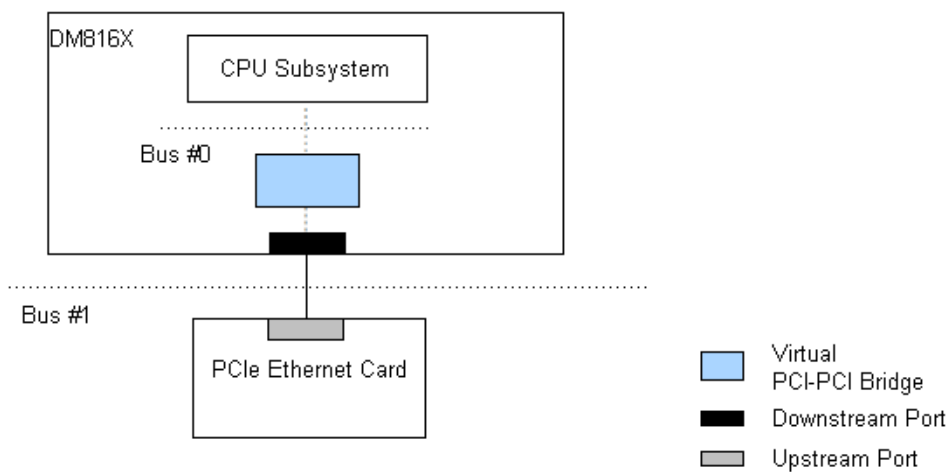 DM816X
CPU Subsystem
Bus #0
Bus #1
PCIe Ethernet Card
Virtual
PCI-PCI Bridge
Downstream Port
Upstream Port